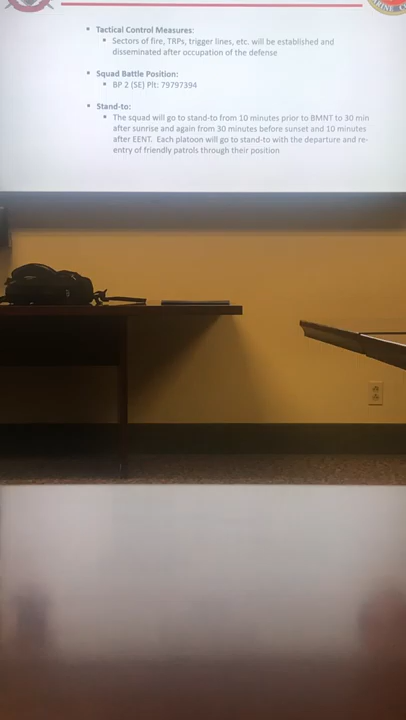 Tactical Control Measures:
Sectors of fire, TRPs, trigger lines, etc. will be established and
disseminated after occupation of the defense
Squad Battle Position:
BP 2 (SE) Plt: 79797394
Stand-to:
The squad will go to stand-to from 10 minutes prior to BMNT to 30 min
after sunrise and again from 30 minutes before sunset and 10 minutes
after EENT. Each platoon will go to stand-to with the departure and re-
entry of friendly patrols through their position